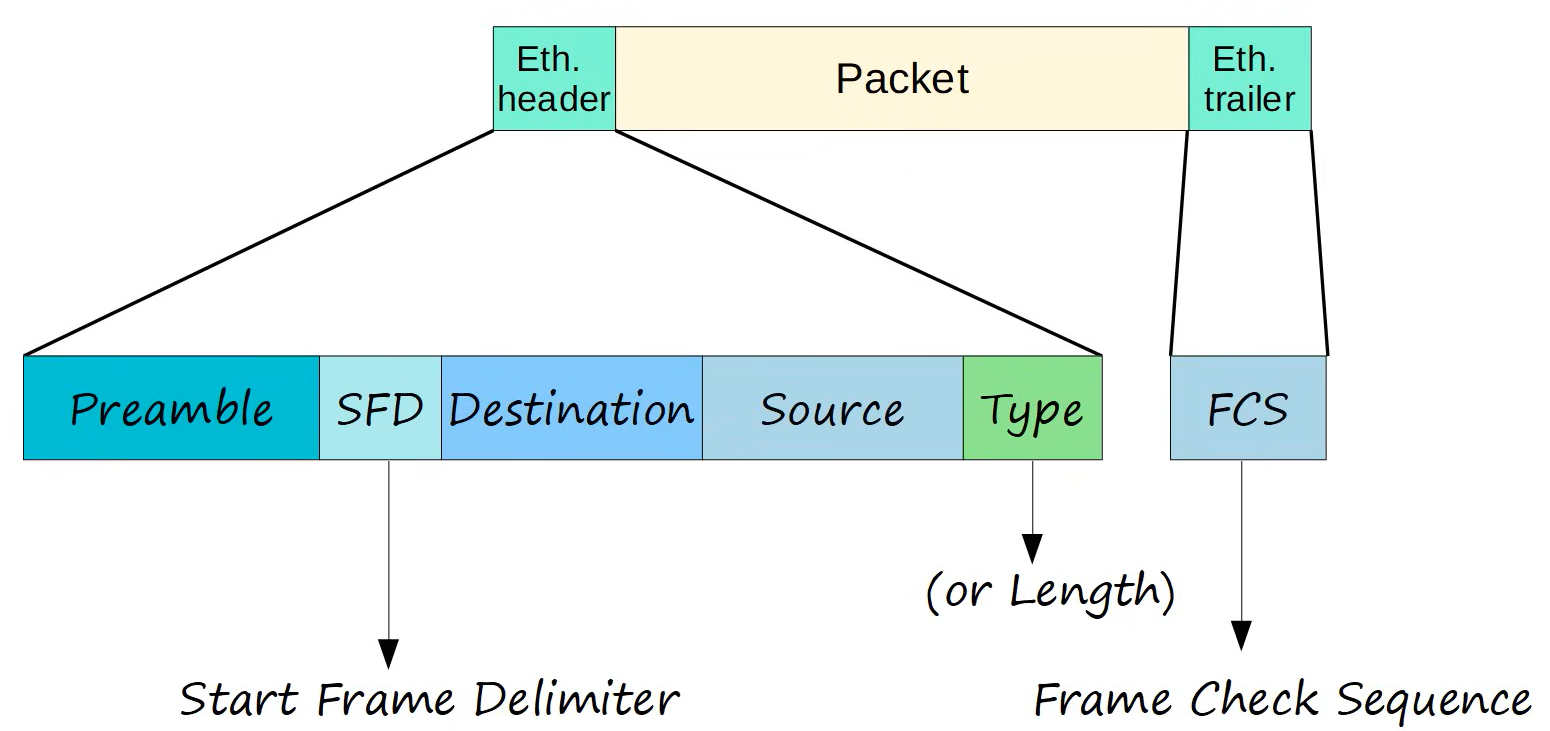 Eth.
header
Packet
Eth.
trailer
Preamble
SFD
Destination
Source
Type
FCS
(or Length)
Start Frame Delimiter
Frame Check Sequence